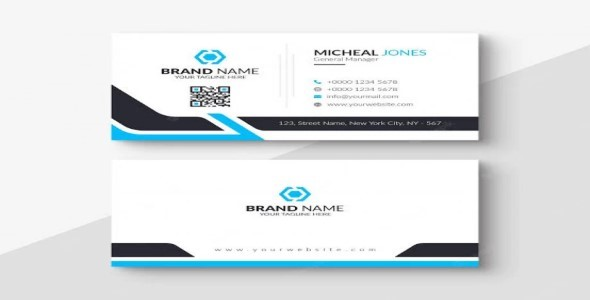 BRAND NAME
YOUR TAGLINE HERE
MICHEAL JONES
General Manager
+0000 1234 5678
+0000 1234 5678
info@yourmail.com
www.yourwebsite.com
123, Street Name, New York City, NY - 567
BRAND NAME
YOUR TAGLINE HERE
www.yourwebsite.com